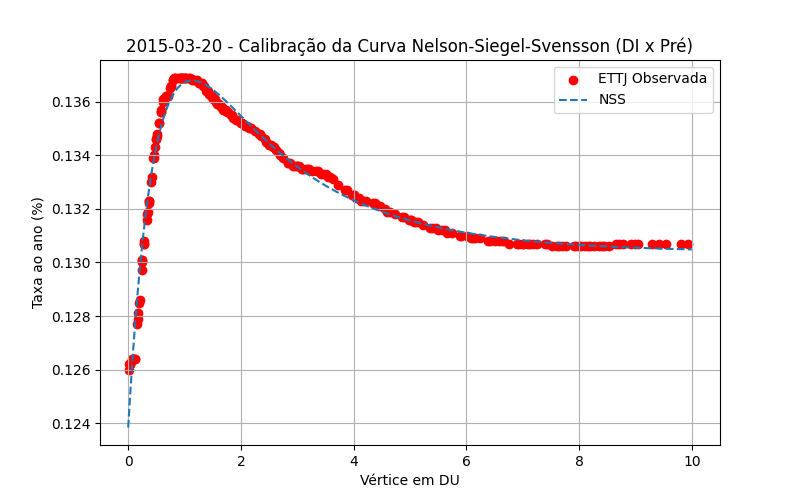 2015-03-20 - Calibração da Curva Nelson-Siegel-Svensson (DI x Pré)
ETTJ Observada
NSS
Taxa ao ano (%)
0.136
0.134
0.132
0.130
0.128
0.126
0.124
0 2 4 6 8 10
Vértice em DU